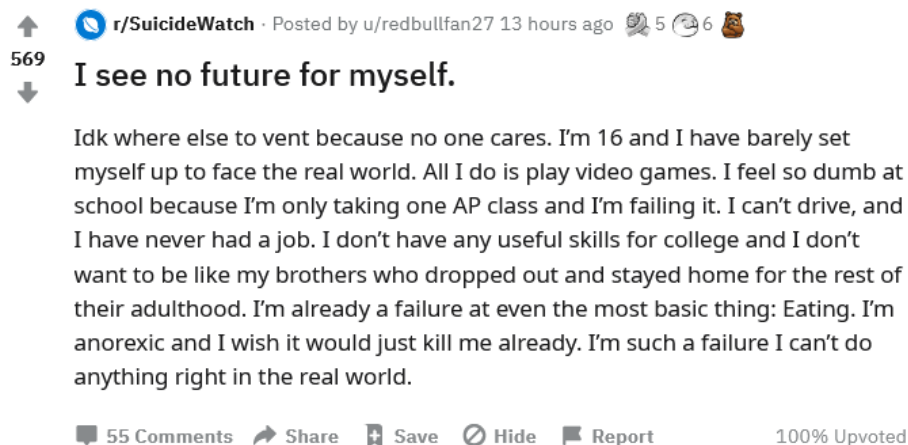 r/SuicideWatch · Posted by u/redbullfan27 13 hours ago 5 6
569
I see no future for myself.
Idk where else to vent because no one cares. I’m 16 and I have barely set
myself up to face the real world. All I do is play video games. I feel so dumb at
school because I’m only taking one AP class and I’m failing it. I can’t drive, and
I have never had a job. I don’t have any useful skills for college and I don’t
want to be like my brothers who dropped out and stayed home for the rest of
their adulthood. I’m already a failure at even the most basic thing: Eating. I’m
anorexic and I wish it would just kill me already. I’m such a failure I can’t do
anything right in the real world.
55 Comments Share Save Hide Report 100% Upvoted